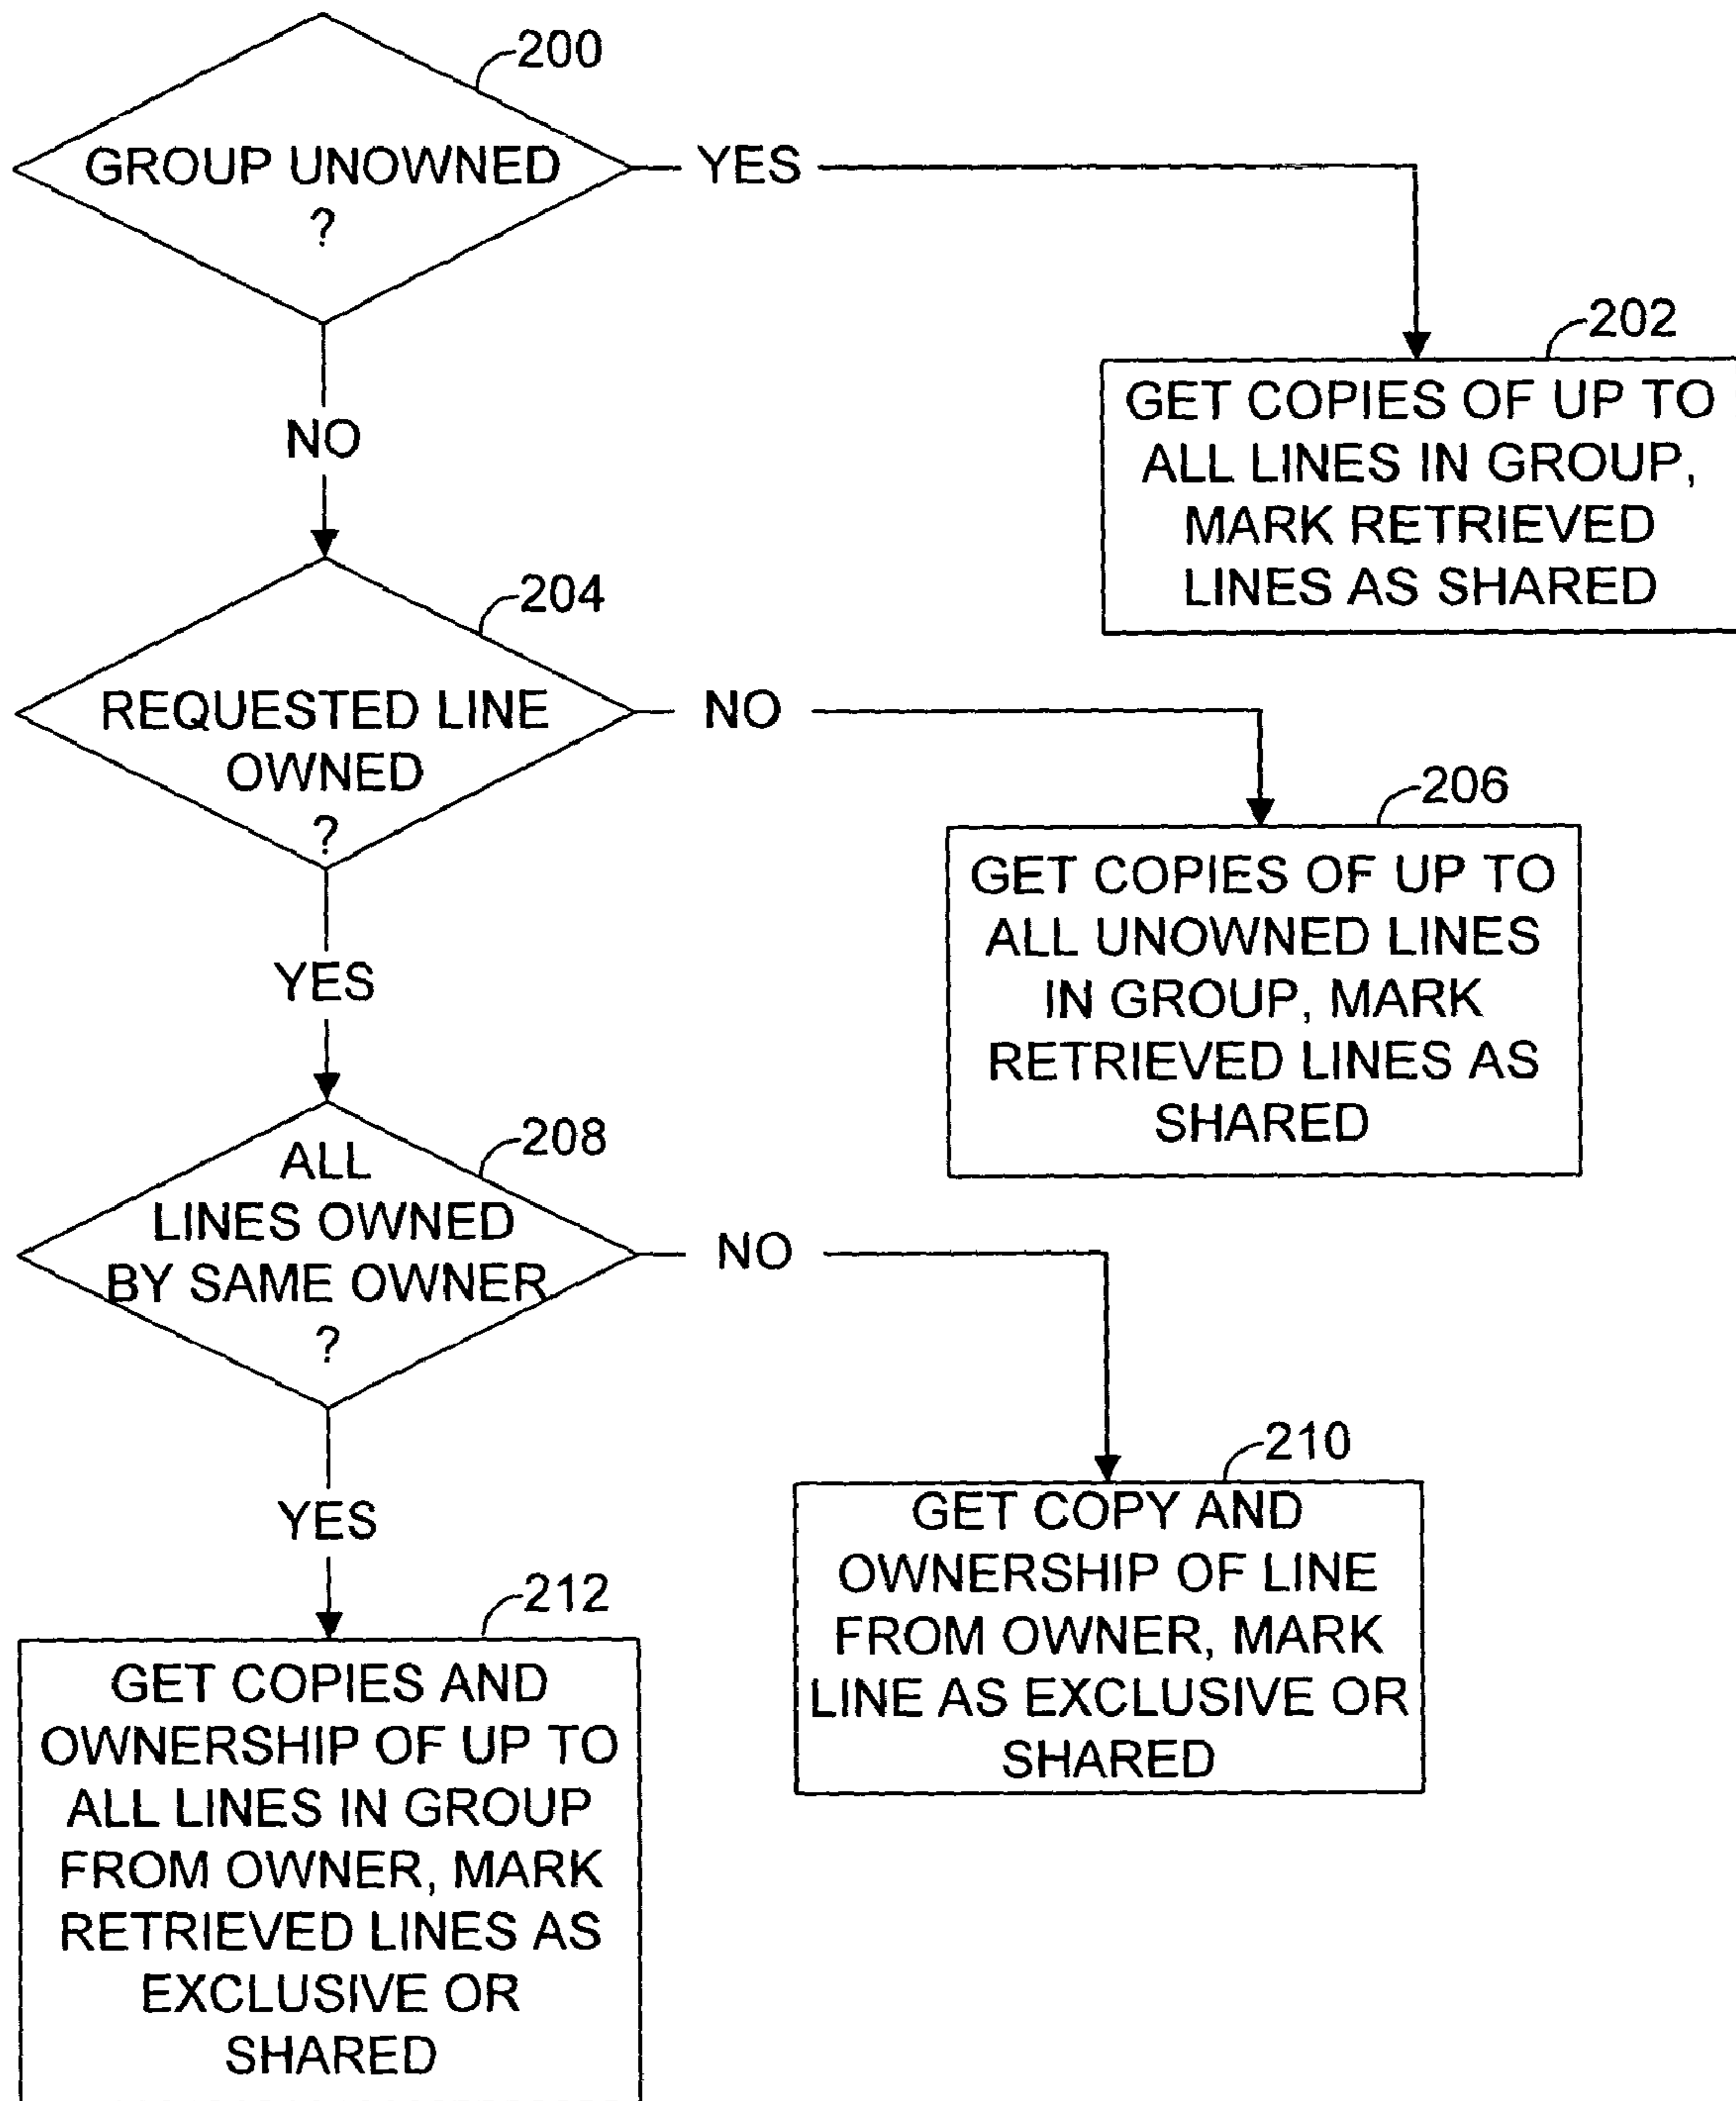 200
GROUP UNOWNED
?
YES
NO
202
GET COPIES OF UP TO
ALL LINES IN GROUP,
MARK RETRIEVED
LINES AS SHARED
204
REQUESTED LINE
OWNED
?
NO
YES
206
GET COPIES OF UP TO
ALL UNOWNED LINES
IN GROUP, MARK
RETRIEVED LINES AS
SHARED
208
ALL
LINES OWNED
BY SAME OWNER
?
NO
YES
210
GET COPY AND
OWNERSHIP OF LINE
FROM OWNER, MARK
LINE AS EXCLUSIVE OR
SHARED
212
GET COPIES AND
OWNERSHIP OF UP TO
ALL LINES IN GROUP
FROM OWNER, MARK
RETRIEVED LINES AS
EXCLUSIVE OR
SHARED